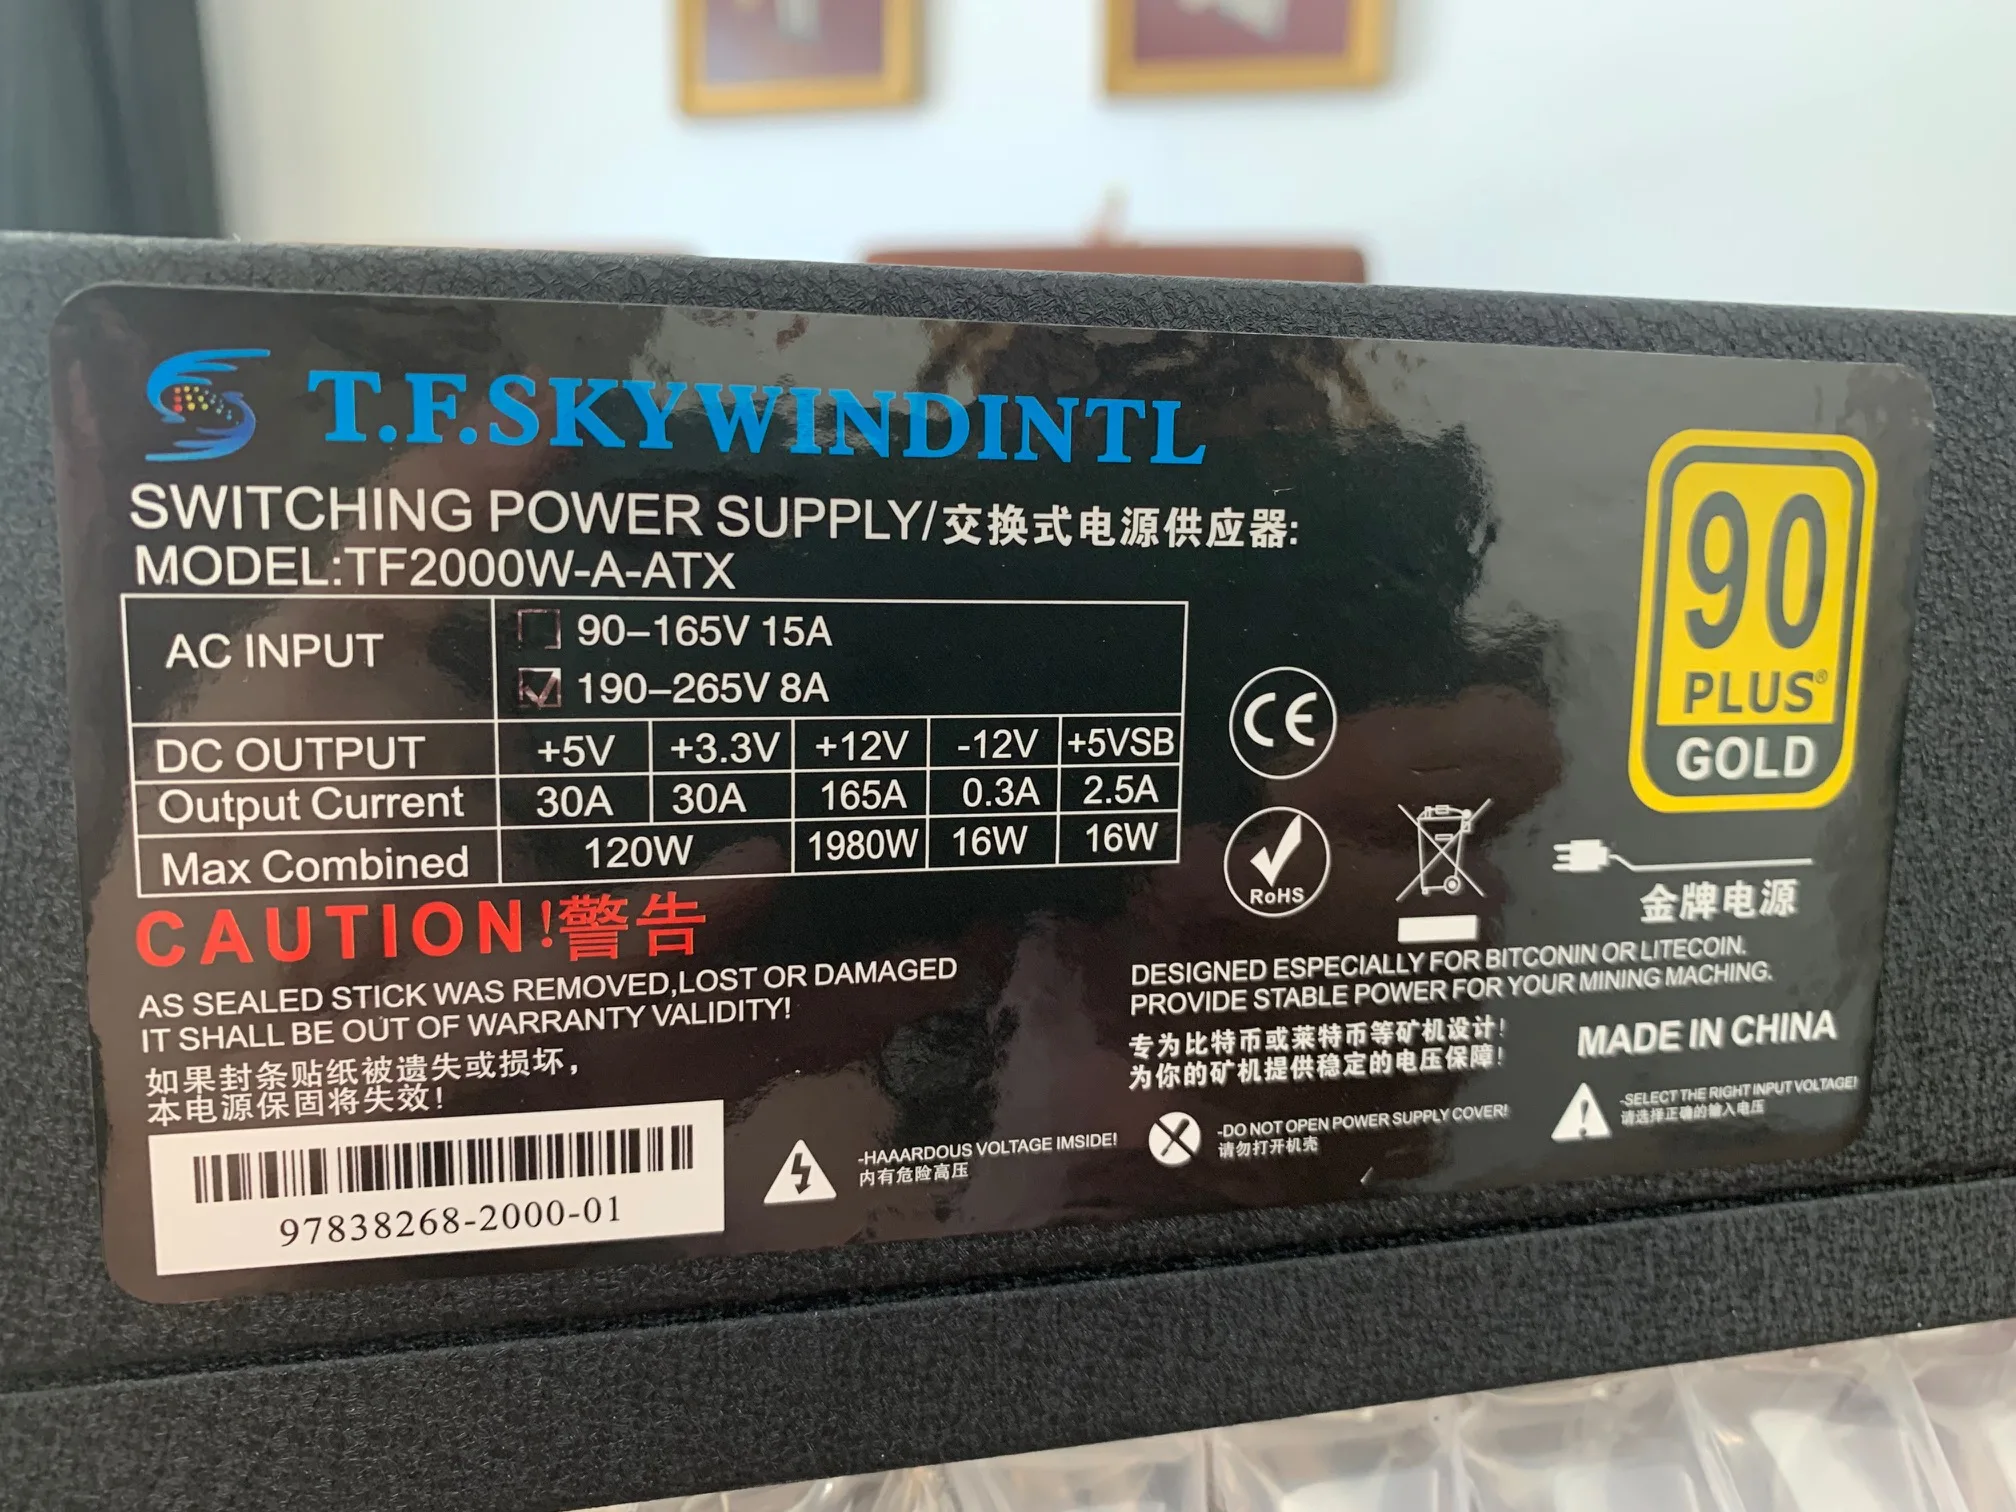 T.F.SKYWINDINTL
SWITCHING POWER SUPPLY/交换式电源供应器:
MODEL:TF2000W-A-ATX
AC INPUT
90–165V 15A
190–265V 8A
DC OUTPUT +5V +3.3V +12V -12V +5VSB
Output Current 30A 30A 165A 0.3A 2.5A
Max Combined 120W 1980W 16W 16W
CAUTION!警告
AS SEALED STICK WAS REMOVED,LOST OR DAMAGED
IT SHALL BE OUT OF WARRANTY VALIDITY!
如果封条贴纸被遗失或损坏，
本电源保固将失效!
97838268-2000-01
-HAAARDOUS VOLTAGE IMSIDE!
内有危险高压
CE
RoHS
90
PLUS®
GOLD
金牌电源
DESIGNED ESPECIALLY FOR BITCONIN OR LITECOIN.
PROVIDE STABLE POWER FOR YOUR MINING MACHING.
专为比特币或莱特币等矿机设计!
为你的矿机提供稳定的电压保障!
MADE IN CHINA
-DO NOT OPEN POWER SUPPLY COVER!
请勿打开机壳
-SELECT THE RIGHT INPUT VOLTAGE!
请选择正确的输入电压